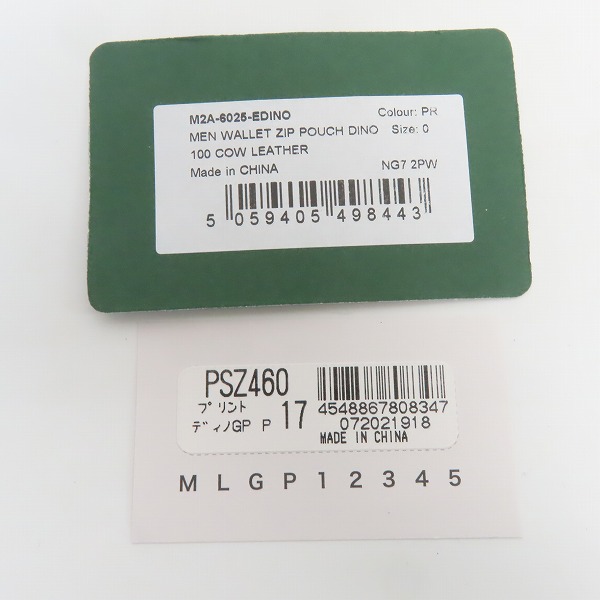 M2A-6025-EDINO Colour: PR
MEN WALLET ZIP POUCH DINO Size: 0
100 COW LEATHER
Made in CHINA NG7 2PW
5 059405 498443
PSZ460
プリント
ディノGP P 17
4548867808347
072021918
MADE IN CHINA
M L G P 1 2 3 4 5